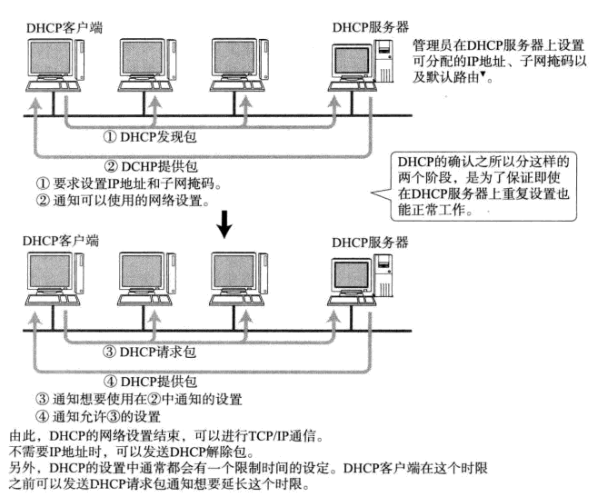 DHCP客户端
DHCP服务器
管理员在DHCP服务器上设置
可分配的IP地址、子网掩码以
及默认路由▼。
① DHCP发现包
② DCHP提供包
① 要求设置IP地址和子网掩码。
② 通知可以使用的网络设置。
DHCP的确认之所以分这样的
两个阶段，是为了保证即使
在DHCP服务器上重复设置也
能正常工作。
DHCP客户端
DHCP服务器
③ DHCP请求包
④ DHCP提供包
③ 通知想要使用在②中通知的设置
④ 通知允许③的设置
由此，DHCP的网络设置结束，可以进行TCP/IP通信。
不需要IP地址时，可以发送DHCP解除包。
另外，DHCP的设置中通常都会有一个限制时间的设定。DHCP客户端在这个时限
之前可以发送DHCP请求包通知想要延长这个时限。